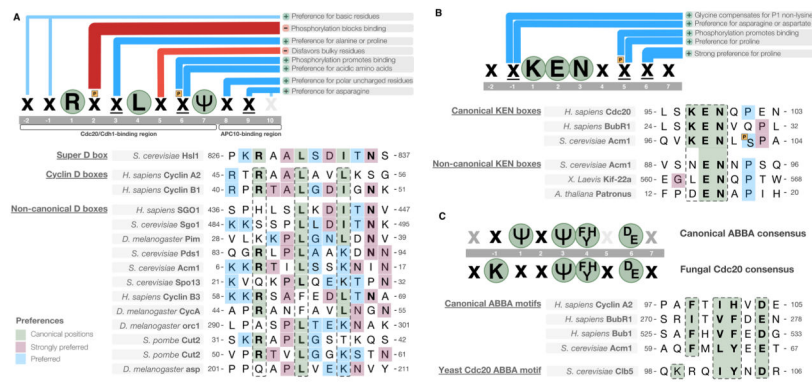 A
Preference for basic residues
Phosphorylation blocks binding
Preference for alanine or proline
Disfavors bulky residues
Phosphorylation promotes binding
Preference for acidic amino acids
Preference for polar uncharged residues
Preference for asparagine
X X R X X L X X Ψ X X X
-2 -1 1 2 3 4 5 6 7 8 9 10
Cdc20/Cdh1-binding region APC10-binding region
Super D box S. cerevisiae Hsl1 826- P K R A A L S D I T N S -837
Cyclin D boxes H. sapiens Cyclin A2 45- R T R A A L A V L K S G -56
H. sapiens Cyclin B1 40- R P R T A L G D I G N K -51
Non-canonical D boxes H. sapiens SGO1 436- S P H L S L K D I T N V -447
S. cerevisiae Sgo1 484- K K S S P L L D I T N S -495
D. melanogaster Pim 28- V L K K P L G N L D N V -39
S. cerevisiae Pds1 83- Q G R L P L A A K D N N -94
S. cerevisiae Acm1 6- K K R T I L S S K N I N -17
S. cerevisiae Spo13 K V Q K P L Q E K T P N
H. sapiens Cyclin B3 K K R S A F E D L T N A -69
D. melanogaster CycA A P R A N F A V L N G N -55
D. melanogaster orc1 290- L P A S P L T E K N A K -301
S. pombe Cut2 31- S K R A P L G S T K Q S -42
S. pombe Cut2 50- V P R T V L G G K S T N -61
D. melanogaster asp 200- Q P A A P L V E K N V Y -211
Preferences
Canonical positions
Strongly preferred
Preferred
B
Glycine compensates for P1 non-lysine
Preference for asparagine or aspartate
Phosphorylation promotes binding
Preference for proline
Strong preference for proline
X X K E N X X X X
-2 -1 1 2 3 4 5 6 7
Canonical KEN boxes H. sapiens Cdc20 95- L S K E N Q P E N -103
H. sapiens BubR1 24- L S K E N V Q P L -32
S. cerevisiae Acm1 96- Q V K E N L S P A -104
Non-canonical KEN boxes S. cerevisiae Acm1 88- V S N E N N P S Q -96
X. Laevis Kif-22a 560- E G L E N Q P T W -568
A. thaliana Patronus 12- L P D E N A P I H -20
C
X X Ψ X Ψ F H Y X D E X Canonical ABBA consensus
-1 1 2 3 4 5 6 7
X K X X Ψ F H Y X D E X Fungal Cdc20 consensus
Canonical ABBA motifs H. sapiens Cyclin A2 97- P A F T I H V D E -105
H. sapiens BubR1 270- S R I T V F D E N -278
H. sapiens Bub1 525- S A F H V F E D G -533
S. cerevisiae Acm1 59- A Q F M L Y E E T -67
Yeast Cdc20 ABBA motif S. cerevisiae Clb5 98- Q K R Q I Y N D R -106